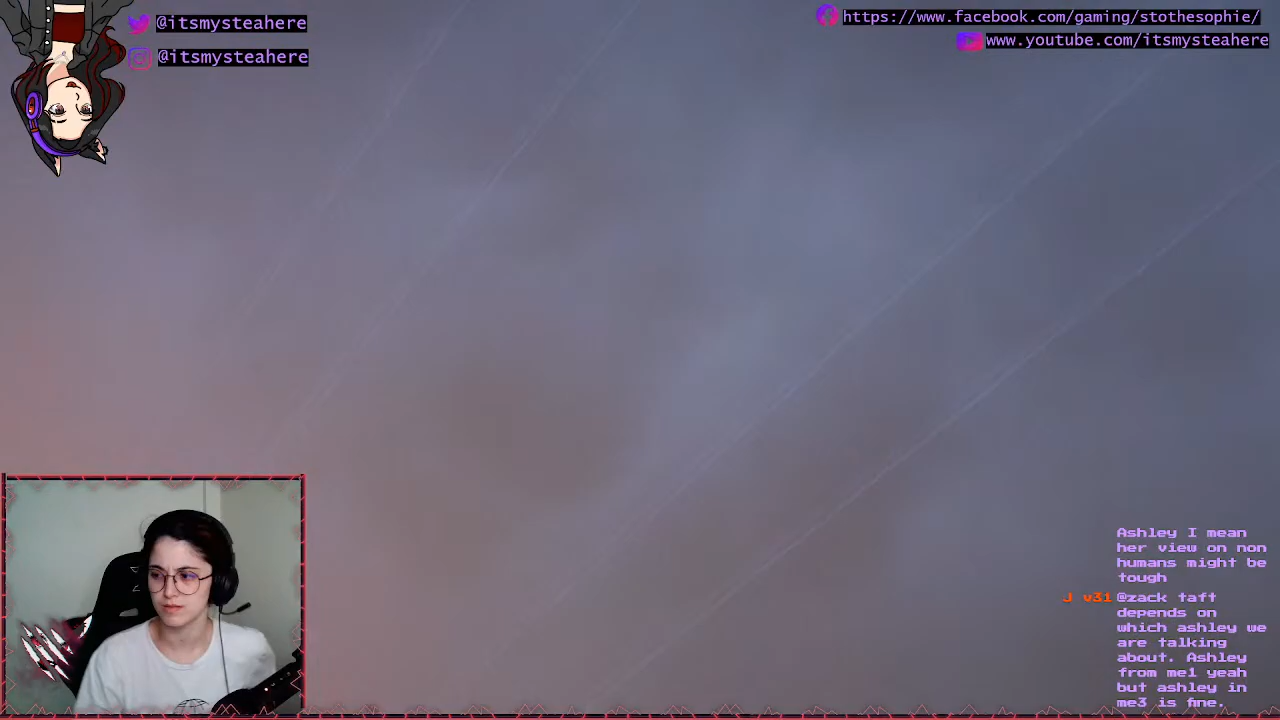 @itsmysteahere
@itsmysteahere
https://www.facebook.com/gaming/stothesophie/
www.youtube.com/itsmysteahere
Ashley I mean
her view on non
humans might be
tough
J v31 @zack taft
depends on
which ashley we
are talking
about. Ashley
from me1 yeah
but ashley in
me3 is fine.